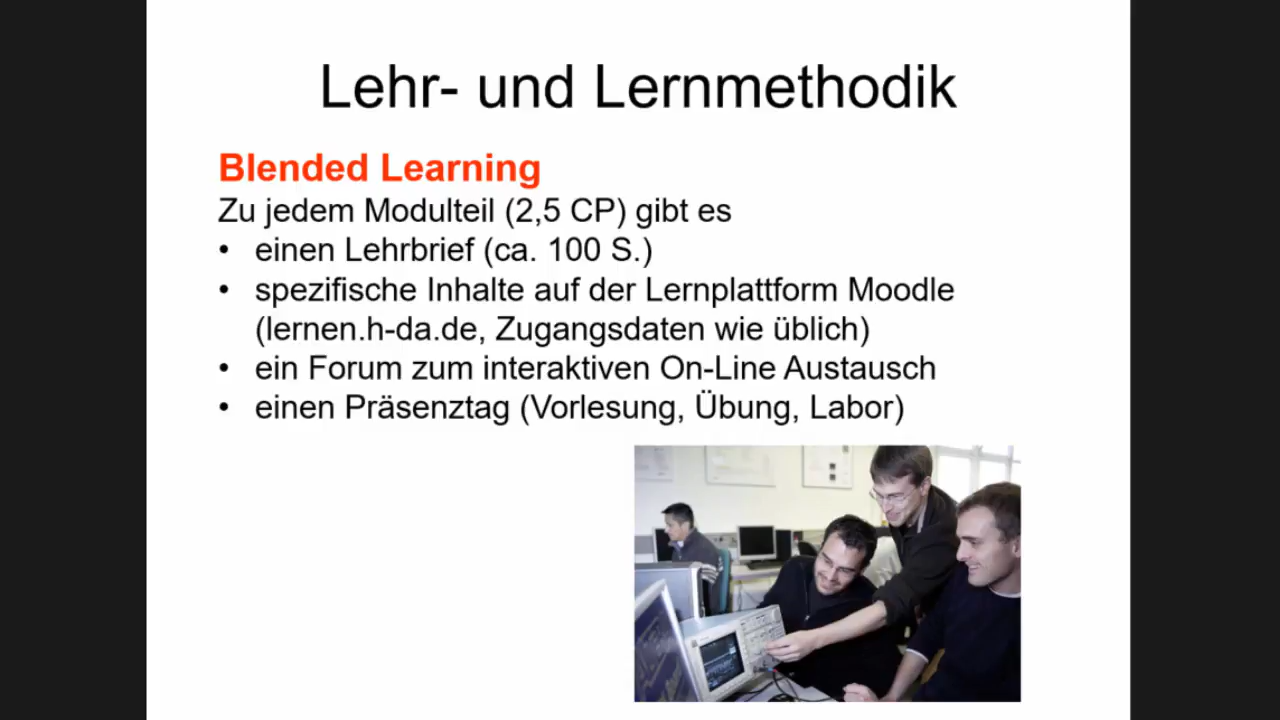 Lehr- und Lernmethodik
Blended Learning
Zu jedem Modulteil (2,5 CP) gibt es
• einen Lehrbrief (ca. 100 S.)
• spezifische Inhalte auf der Lernplattform Moodle
(lernen.h-da.de, Zugangsdaten wie üblich)
• ein Forum zum interaktiven On-Line Austausch
• einen Präsenztag (Vorlesung, Übung, Labor)